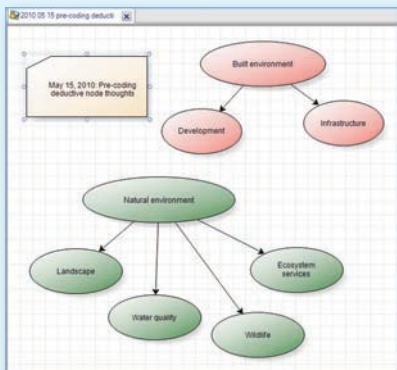 2010 05 15 pre-coding deducti
May 15, 2010: Pre-coding
deductive node thoughts
Built environment
Development
Infrastructure
Natural environment
Landscape
Ecosystem
services
Water quality
Wildlife